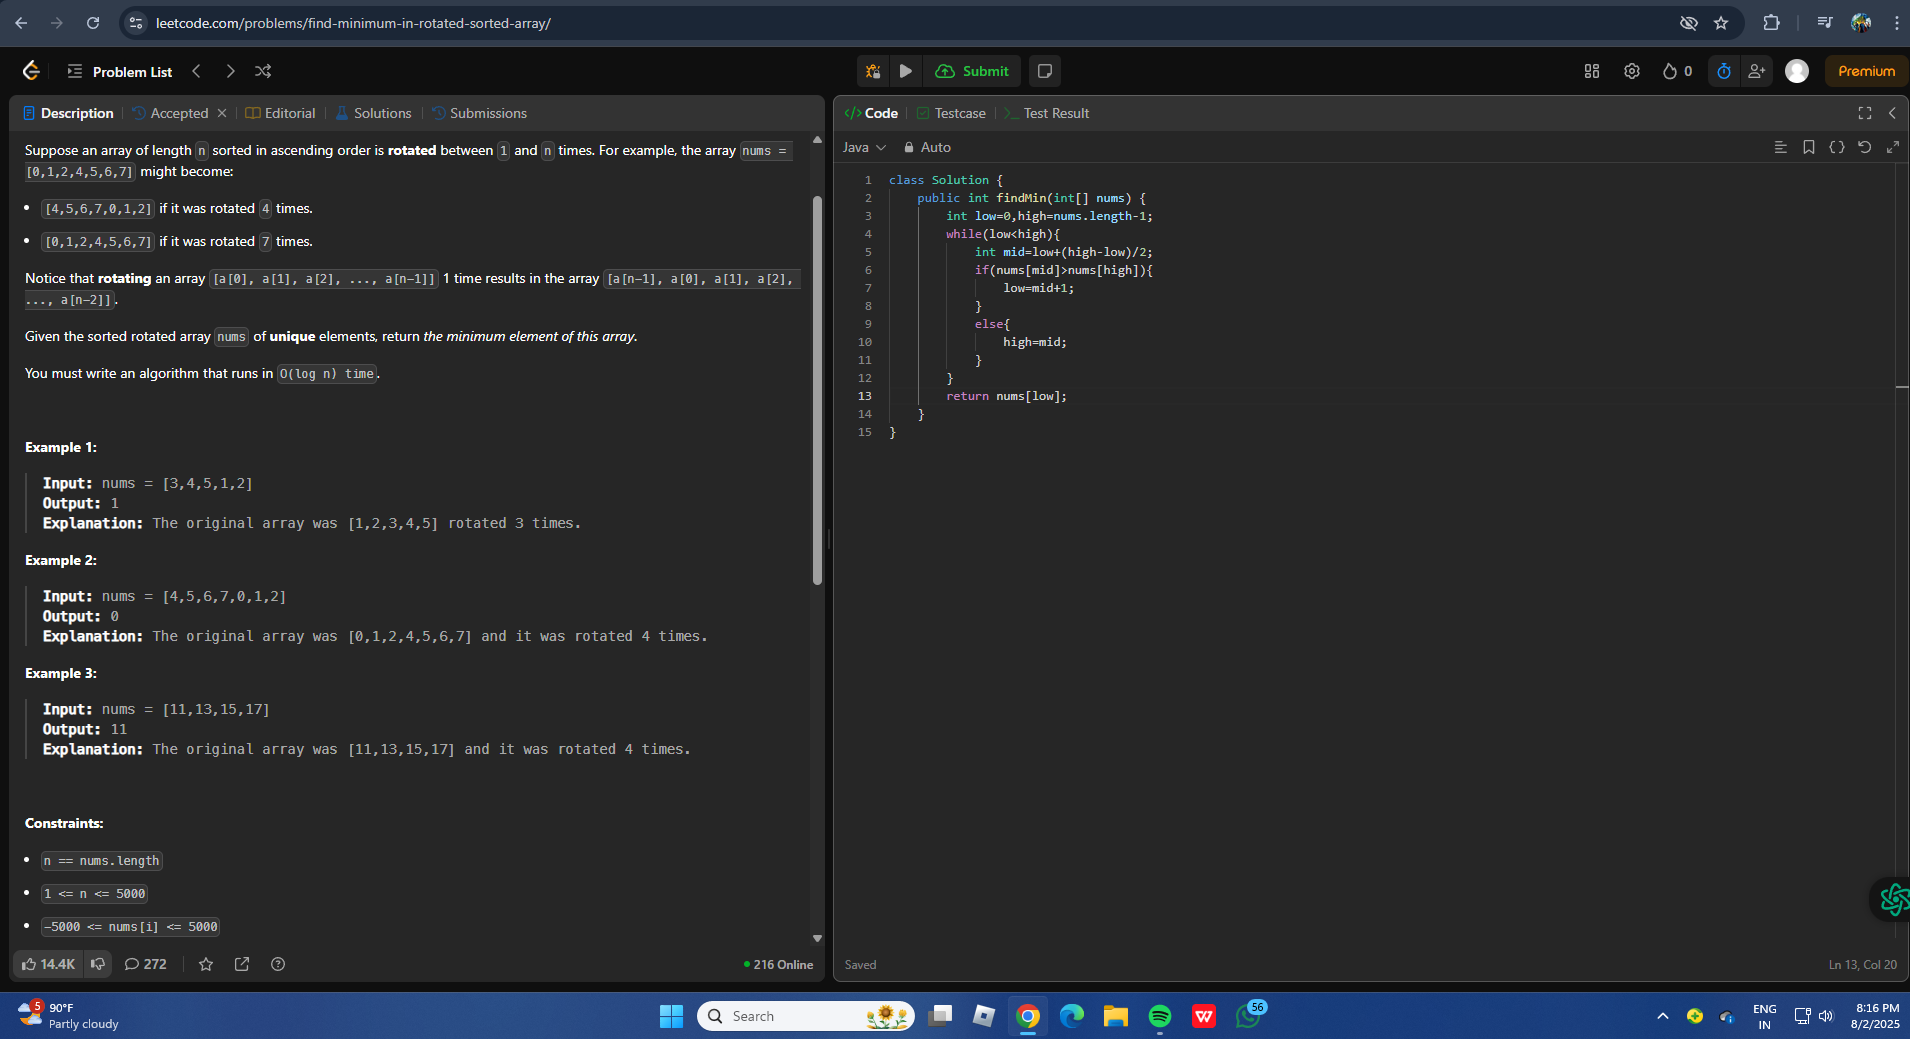 leetcode.com/problems/find-minimum-in-rotated-sorted-array/
Problem List
Submit
0
Premium
Description
Accepted
Editorial
Solutions
Submissions
Suppose an array of length n sorted in ascending order is rotated between 1 and n times. For example, the array nums =
[0,1,2,4,5,6,7] might become:
• [4,5,6,7,0,1,2] if it was rotated 4 times.
• [0,1,2,4,5,6,7] if it was rotated 7 times.
Notice that rotating an array [a[0], a[1], a[2], ..., a[n-1]] 1 time results in the array [a[n-1], a[0], a[1], a[2],
..., a[n-2]].
Given the sorted rotated array nums of unique elements, return the minimum element of this array.
You must write an algorithm that runs in O(log n) time.
Example 1:
Input: nums = [3,4,5,1,2]
Output: 1
Explanation: The original array was [1,2,3,4,5] rotated 3 times.
Example 2:
Input: nums = [4,5,6,7,0,1,2]
Output: 0
Explanation: The original array was [0,1,2,4,5,6,7] and it was rotated 4 times.
Example 3:
Input: nums = [11,13,15,17]
Output: 11
Explanation: The original array was [11,13,15,17] and it was rotated 4 times.
Constraints:
• n == nums.length
• 1 <= n <= 5000
• -5000 <= nums[i] <= 5000
14.4K
272
216 Online
Code
Testcase
Test Result
Java
Auto
1 class Solution {
2 public int findMin(int[] nums) {
3 int low=0,high=nums.length-1;
4 while(low<high){
5 int mid=low+(high-low)/2;
6 if(nums[mid]>nums[high]){
7 low=mid+1;
8 }
9 else{
10 high=mid;
11 }
12 }
13 return nums[low];
14 }
15 }
Saved
Ln 13, Col 20
5
90°F
Partly cloudy
Search
W
56
ENG
IN
8:16 PM
8/2/2025